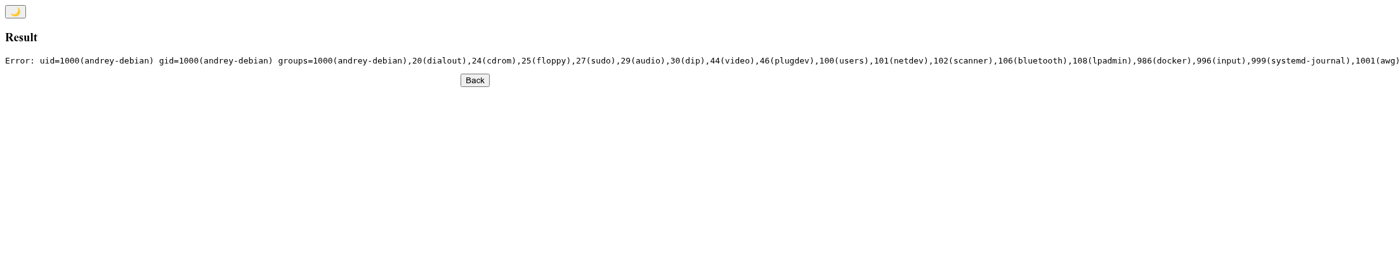 🌙
Result
Error: uid=1000(andrey-debian) gid=1000(andrey-debian) groups=1000(andrey-debian),20(dialout),24(cdrom),25(floppy),27(sudo),29(audio),30(dip),44(video),46(plugdev),100(users),101(netdev),102(scanner),106(bluetooth),108(lpadmin),986(docker),996(input),999(systemd-journal),1001(awg)
Back